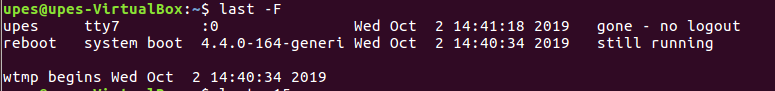 upes@upes-VirtualBox:~$ last -F
upes     tty7         :0               Wed Oct  2 14:41:18 2019   gone - no logout
reboot   system boot  4.4.0-164-generi Wed Oct  2 14:40:34 2019   still running
wtmp begins Wed Oct  2 14:40:34 2019